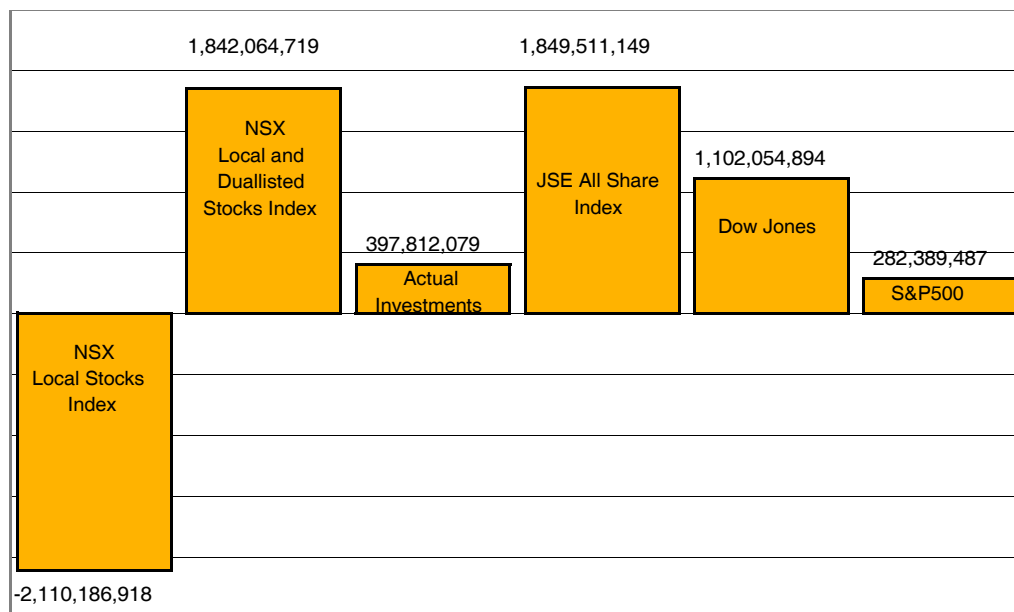 1,842,064,719
1,849,511,149
NSX
Local and
Duallisted
Stocks Index
JSE All Share
Index
1,102,054,894
Dow Jones
397,812,079
Actual
Investments
282,389,487
S&P500
NSX
Local Stocks
Index
-2,110,186,918